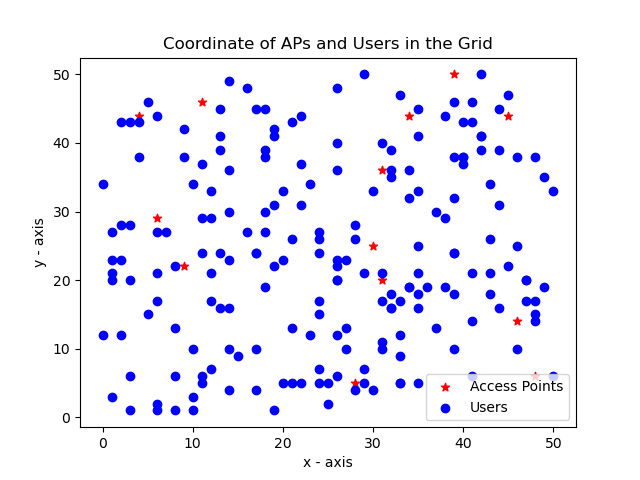 Coordinate of APs and Users in the Grid
50
40
30
20
10
0
y - axis
Access Points
Users
0 10 20 30 40 50
x - axis